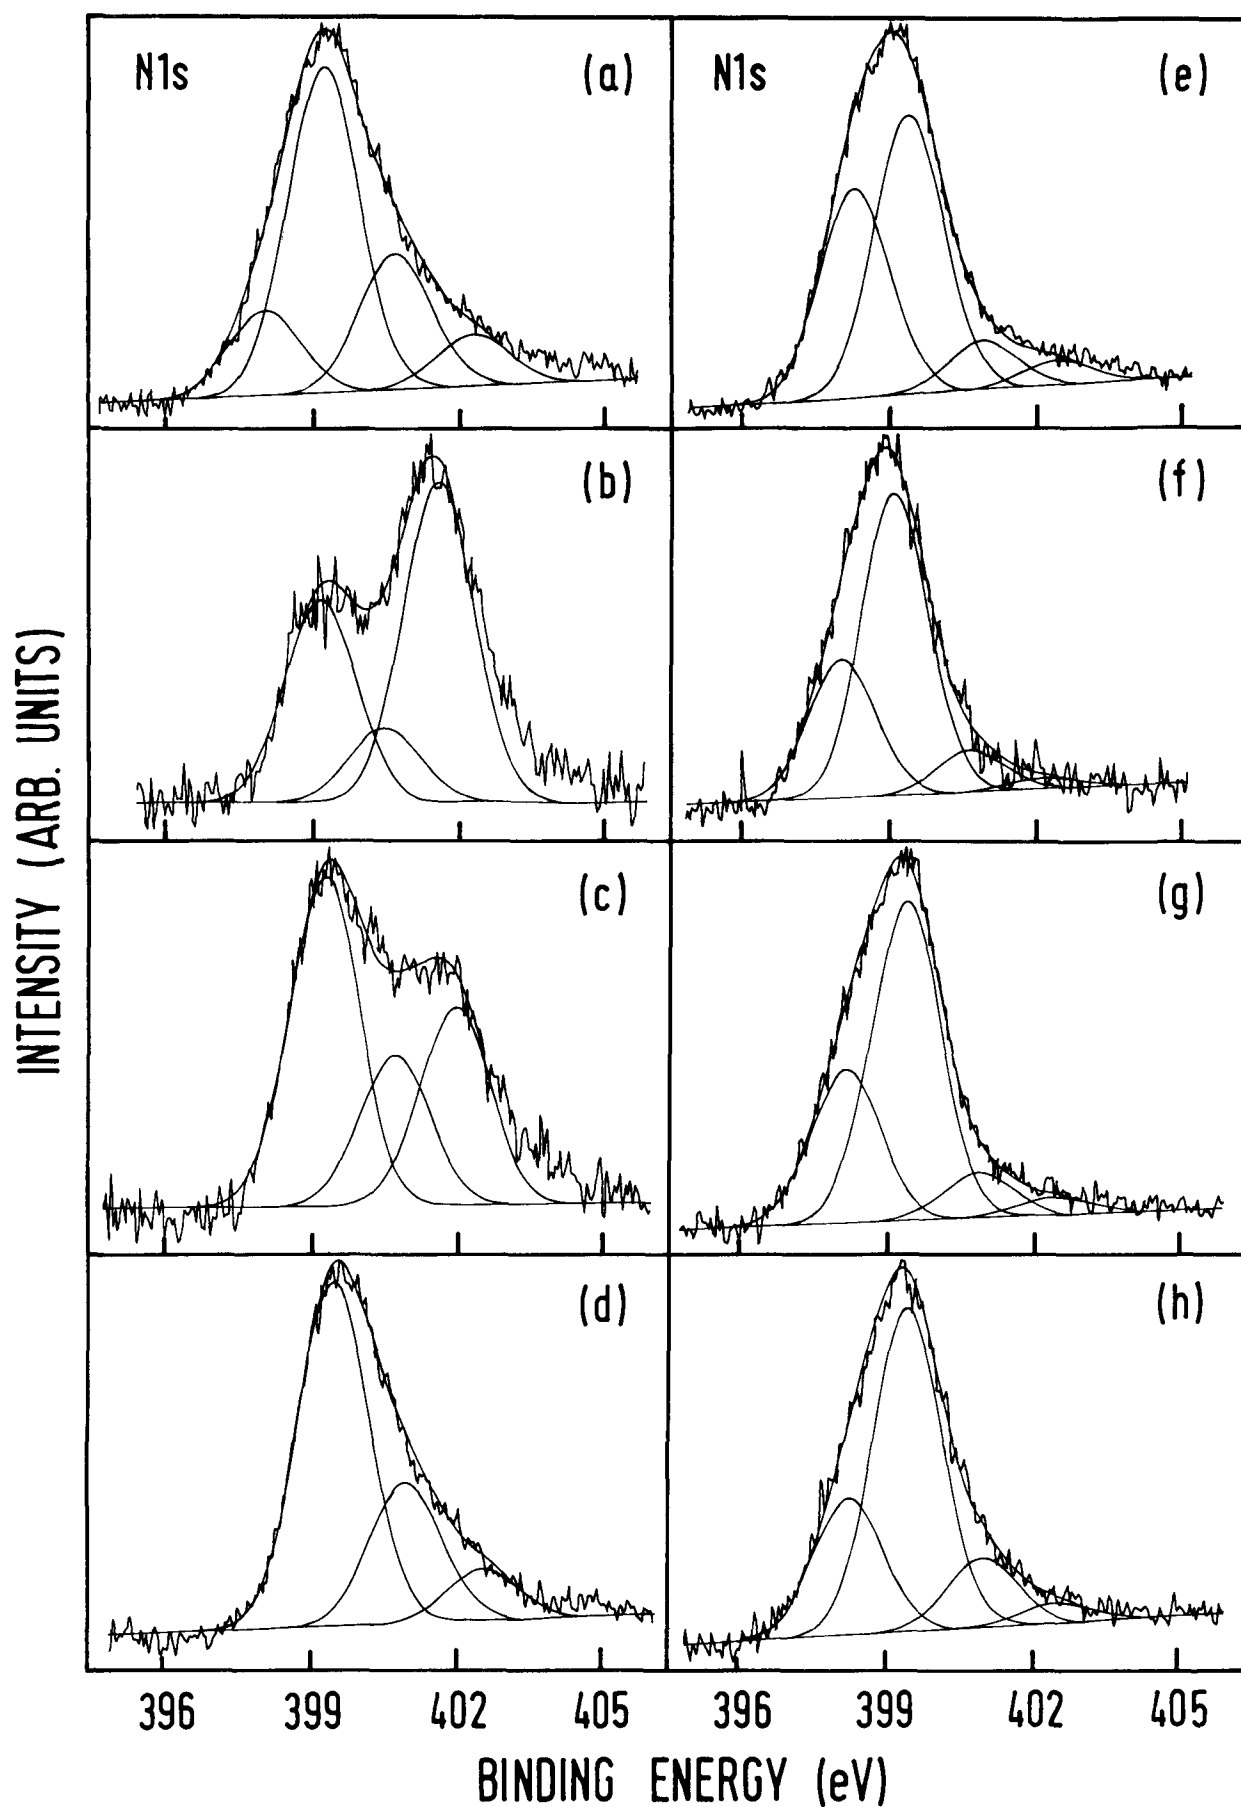 N1s (a) N1s (e)
(b) (f)
(c) (g)
(d) (h)
INTENSITY (ARB. UNITS)
396 399 402 405 396 399 402 405
BINDING ENERGY (eV)